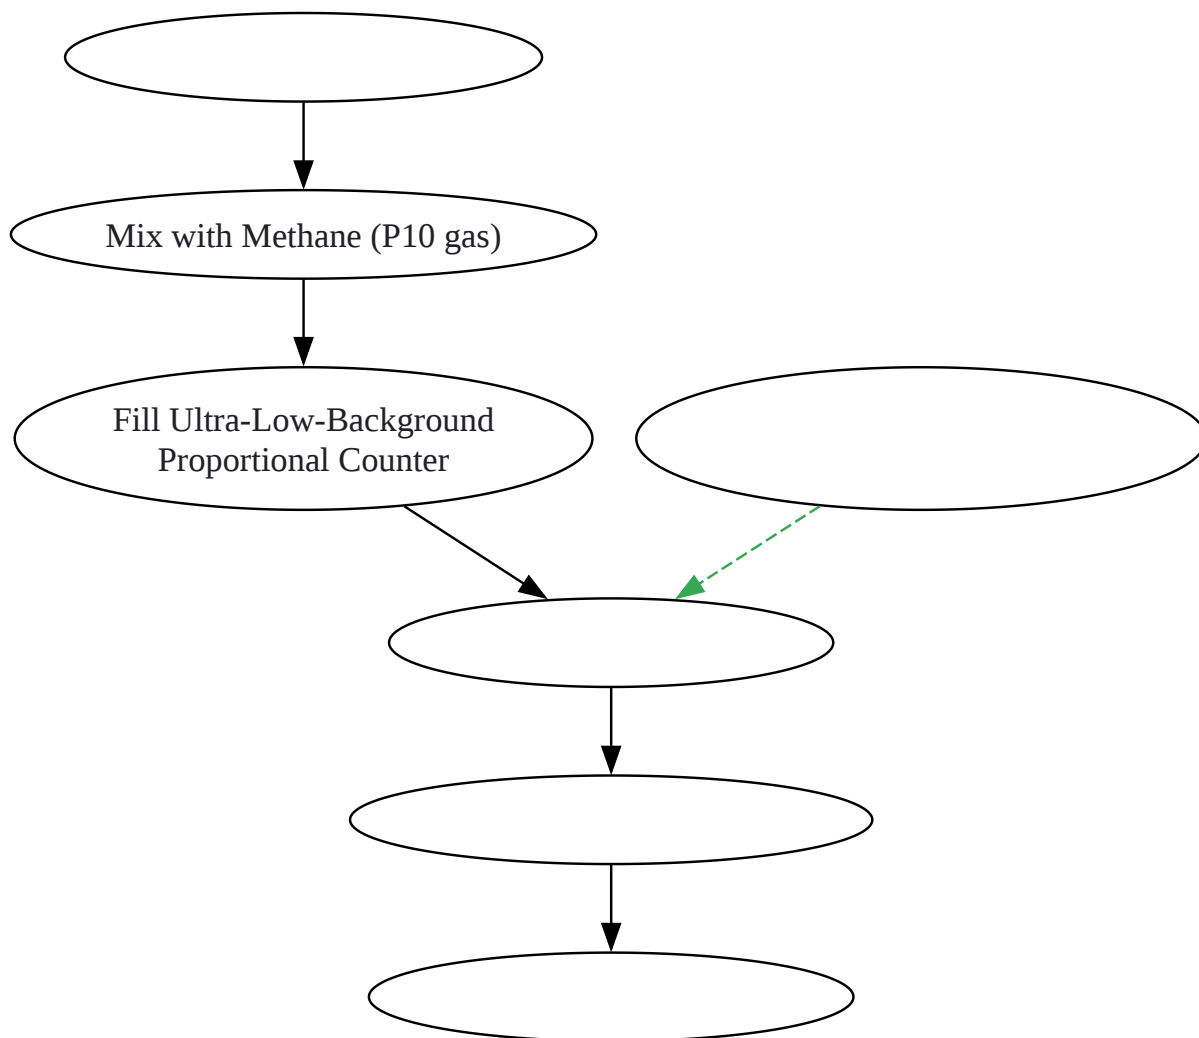 Mix with Methane (P10 gas)
Fill Ultra-Low-Background
Proportional Counter